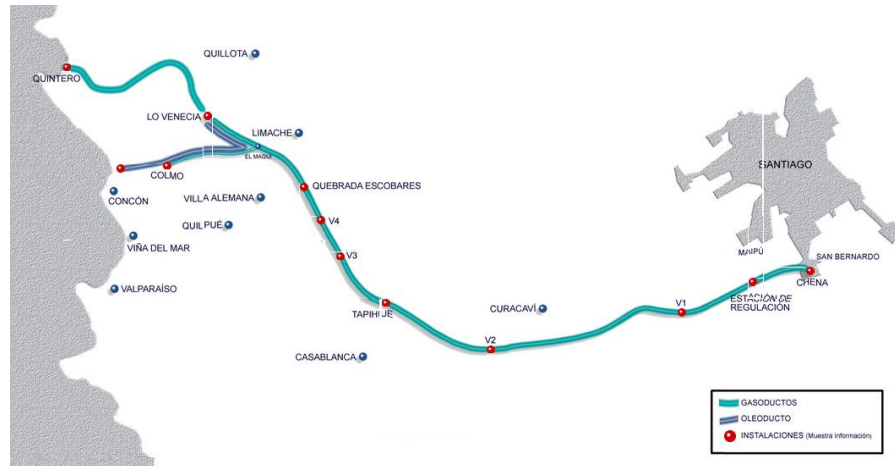 QUILLOTA
QUINTERO
LO VENECIA
LIMACHE
EL MAQUI
SANTIAGO
COLMO
QUEBRADA ESCOBARES
CONCÓN
VILLA ALEMANA
V4
QUILPUÉ
VIÑA DEL MAR
V3
MAIPÚ
SAN BERNARDO
CHENA
VALPARAÍSO
TAPIHUE
CURACAVÍ
V1
ESTACIÓN DE
REGULACIÓN
V2
CASABLANCA
GASODUCTOS
OLEODUCTO
INSTALACIONES (Muestra Información)